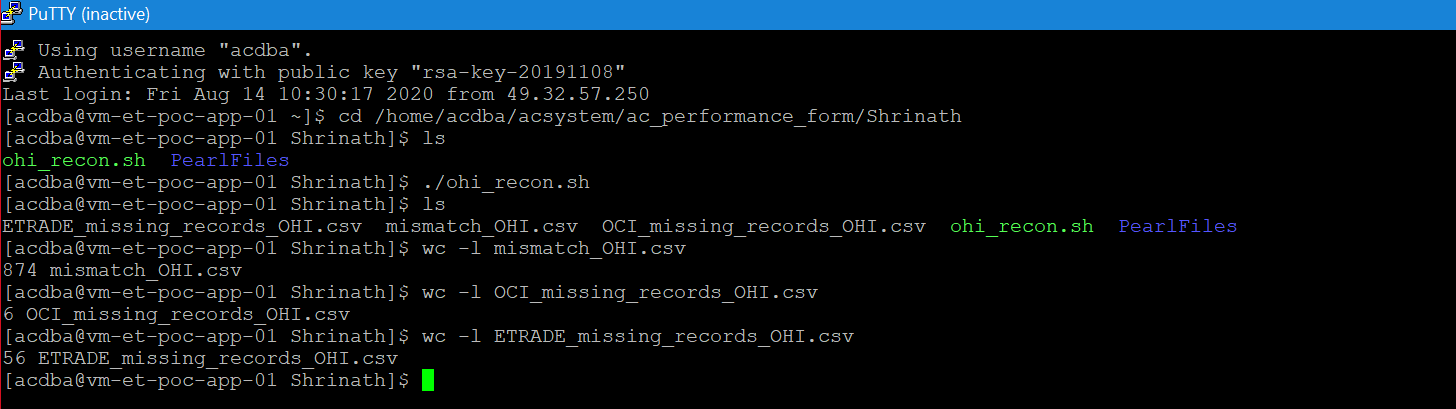 PuTTY (inactive)
Using username "acdba".
Authenticating with public key "rsa-key-20191108"
Last login: Fri Aug 14 10:30:17 2020 from 49.32.57.250
[acdba@vm-et-poc-app-01 ~]$ cd /home/acdba/acsystem/ac_performance_form/Shrinath
[acdba@vm-et-poc-app-01 Shrinath]$ ls
ohi_recon.sh  PearlFiles
[acdba@vm-et-poc-app-01 Shrinath]$ ./ohi_recon.sh
[acdba@vm-et-poc-app-01 Shrinath]$ ls
ETRADE_missing_records_OHI.csv  mismatch_OHI.csv  OCI_missing_records_OHI.csv  ohi_recon.sh  PearlFiles
[acdba@vm-et-poc-app-01 Shrinath]$ wc -l mismatch_OHI.csv
874 mismatch_OHI.csv
[acdba@vm-et-poc-app-01 Shrinath]$ wc -l OCI_missing_records_OHI.csv
6 OCI_missing_records_OHI.csv
[acdba@vm-et-poc-app-01 Shrinath]$ wc -l ETRADE_missing_records_OHI.csv
56 ETRADE_missing_records_OHI.csv
[acdba@vm-et-poc-app-01 Shrinath]$